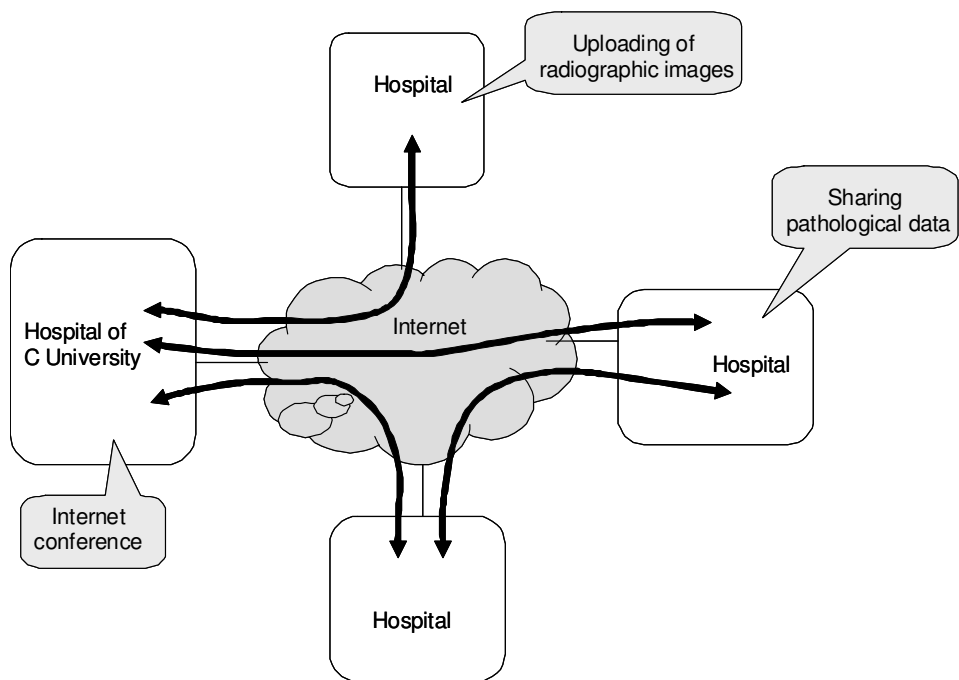 Uploading of
radiographic images
Hospital
Sharing
pathological data
Hospital of
C University
Internet
Hospital
Internet
conference
Hospital